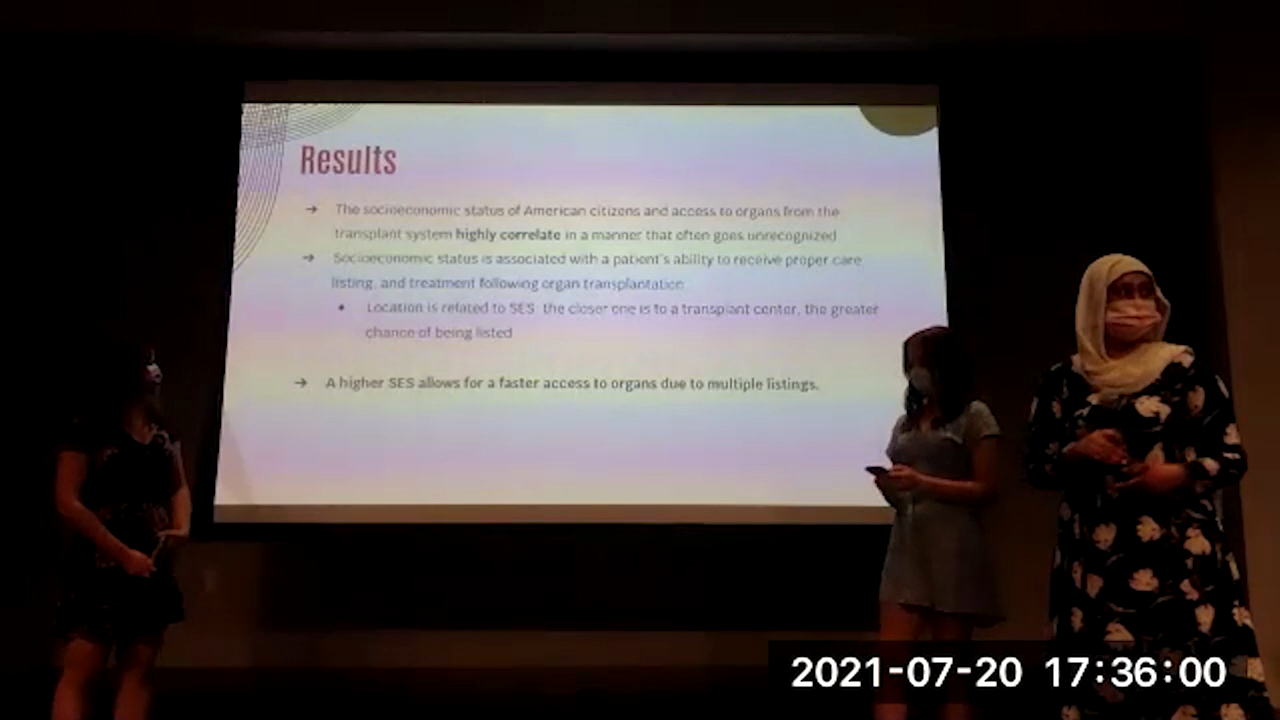 Results
➔ The socioeconomic status of American citizens and access to organs from the
transplant system highly correlate in a manner that often goes unrecognized
➔ Socioeconomic status is associated with a patient's ability to receive proper care
listing, and treatment following organ transplantation
• Location is related to SES: the closer one is to a transplant center, the greater
chance of being listed
➔ A higher SES allows for a faster access to organs due to multiple listings.
2021-07-20 17:36:00